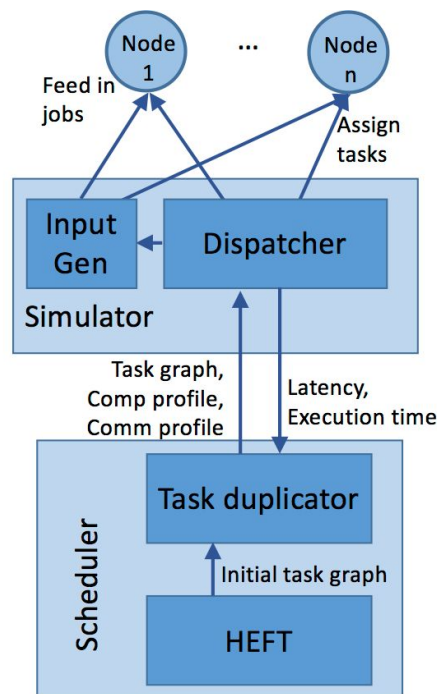 Node
1
...
Node
n
Feed in
jobs
Assign
tasks
Input
Gen
Dispatcher
Simulator
Task graph,
Comp profile,
Comm profile
Latency,
Execution time
Scheduler
Task duplicator
Initial task graph
HEFT